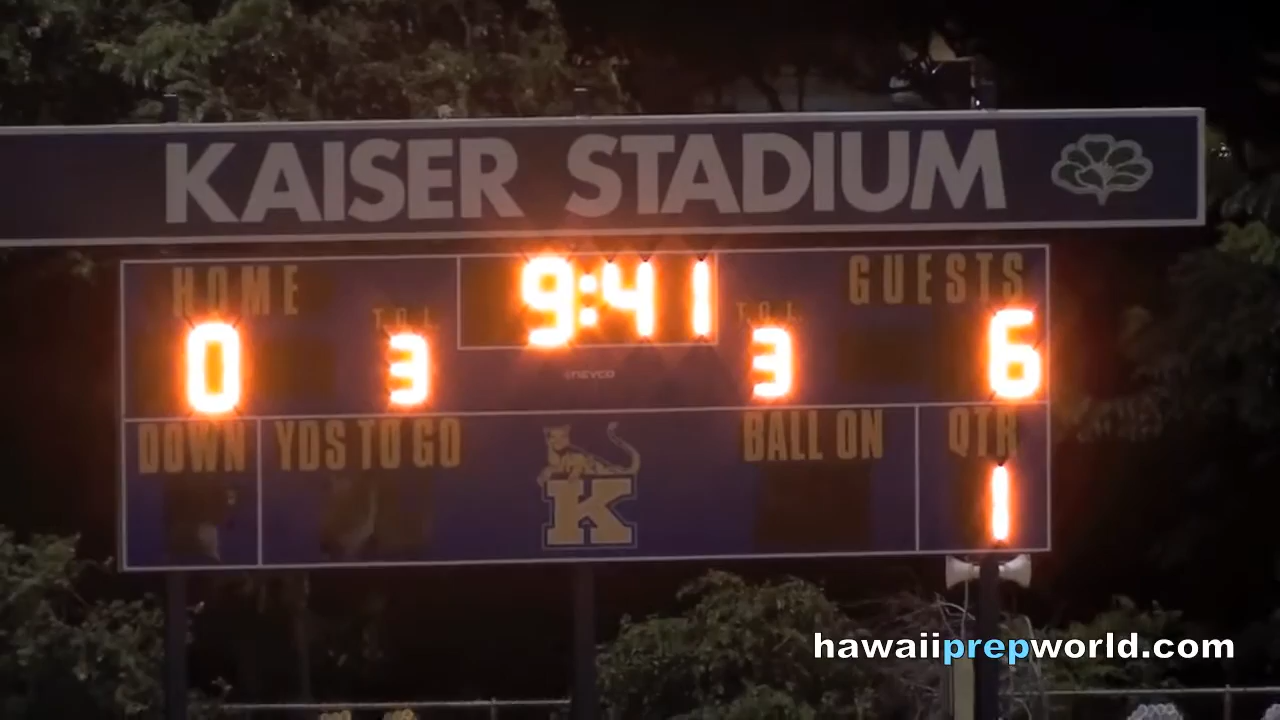 KAISER STADIUM
HOME
9:41
GUESTS
T.O.L.
T.O.L.
0
3
3
6
NEVCO
DOWN
YDS TO GO
BALL ON
QTR
K
1
hawaiiprepworld.com